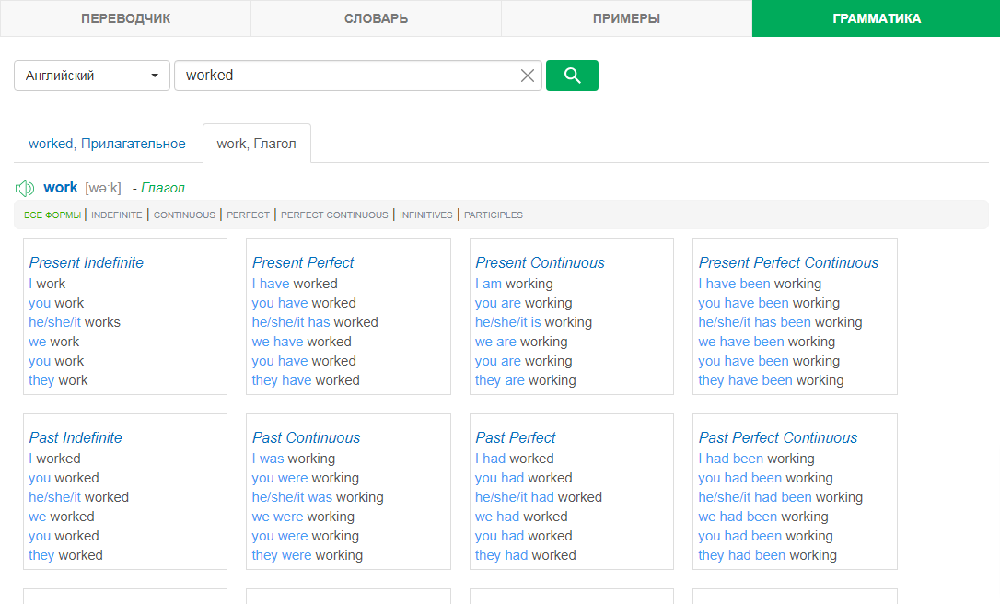 ПЕРЕВОДЧИК СЛОВАРЬ ПРИМЕРЫ ГРАММАТИКА
Английский worked
worked, Прилагательное work, Глагол
work [wə:k] - Глагол
ВСЕ ФОРМЫ | INDEFINITE | CONTINUOUS | PERFECT | PERFECT CONTINUOUS | INFINITIVES | PARTICIPLES
Present Indefinite
I work
you work
he/she/it works
we work
you work
they work
Present Perfect
I have worked
you have worked
he/she/it has worked
we have worked
you have worked
they have worked
Present Continuous
I am working
you are working
he/she/it is working
we are working
you are working
they are working
Present Perfect Continuous
I have been working
you have been working
he/she/it has been working
we have been working
you have been working
they have been working
Past Indefinite
I worked
you worked
he/she/it worked
we worked
you worked
they worked
Past Continuous
I was working
you were working
he/she/it was working
we were working
you were working
they were working
Past Perfect
I had worked
you had worked
he/she/it had worked
we had worked
you had worked
they had worked
Past Perfect Continuous
I had been working
you had been working
he/she/it had been working
we had been working
you had been working
they had been working